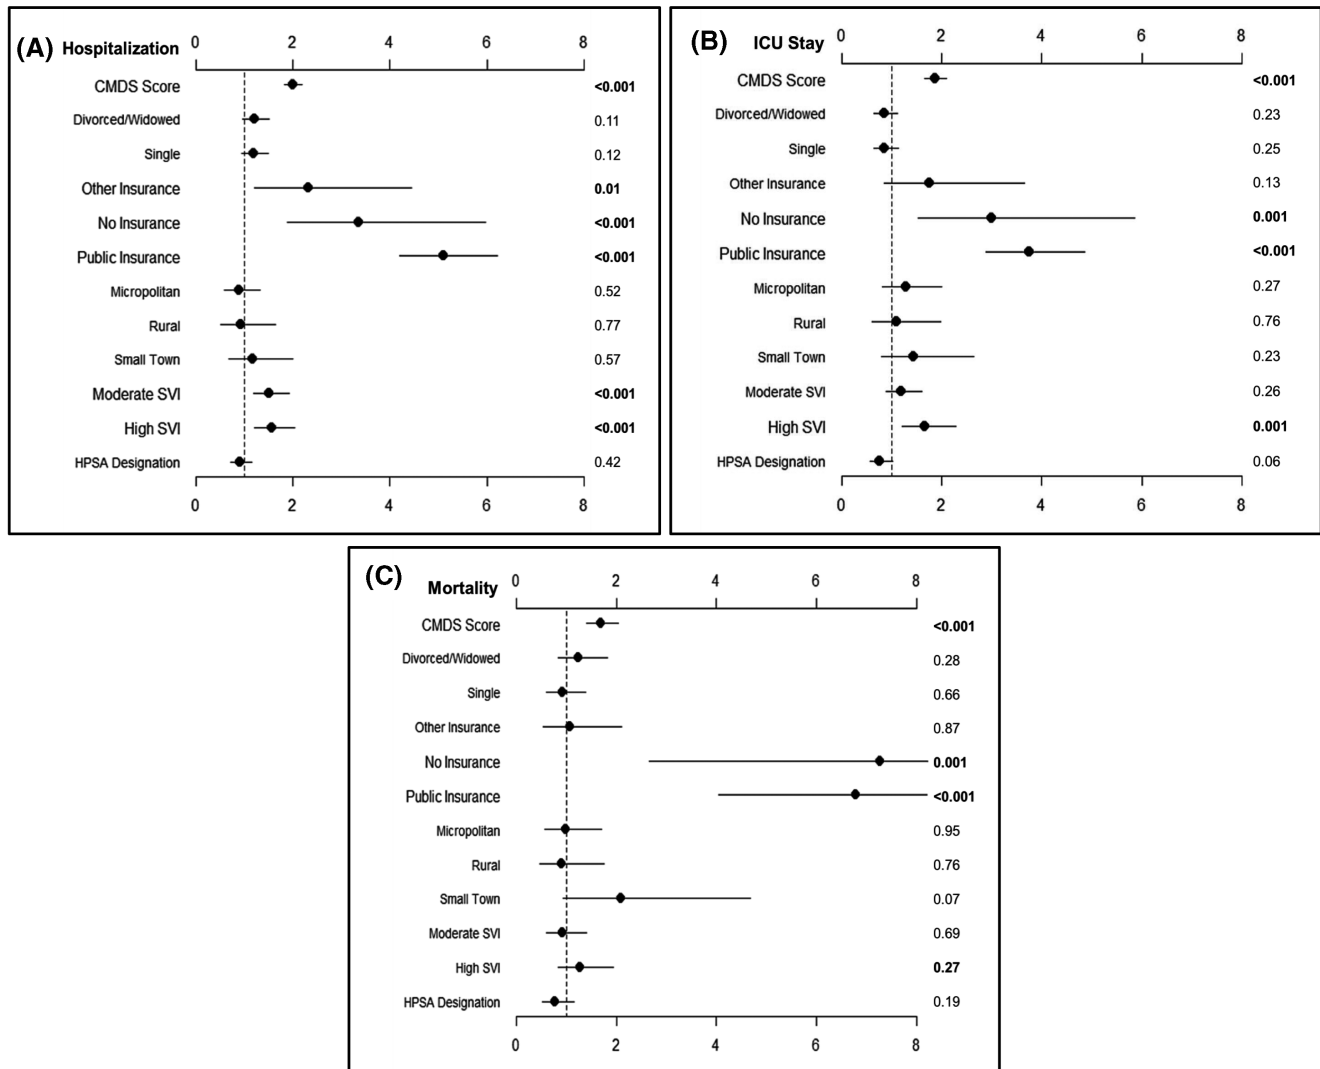 (A) Hospitalization
0 2 4 6 8
CMDS Score <0.001
Divorced/Widowed 0.11
Single 0.12
Other Insurance 0.01
No Insurance <0.001
Public Insurance <0.001
Micropolitan 0.52
Rural 0.77
Small Town 0.57
Moderate SVI <0.001
High SVI <0.001
HPSA Designation 0.42
0 2 4 6 8
(B) ICU Stay
0 2 4 6 8
CMDS Score <0.001
Divorced/Widowed 0.23
Single 0.25
Other Insurance 0.13
No Insurance 0.001
Public Insurance <0.001
Micropolitan 0.27
Rural 0.76
Small Town 0.23
Moderate SVI 0.26
High SVI 0.001
HPSA Designation 0.06
0 2 4 6 8
(C) Mortality
0 2 4 6 8
CMDS Score <0.001
Divorced/Widowed 0.28
Single 0.66
Other Insurance 0.87
No Insurance 0.001
Public Insurance <0.001
Micropolitan 0.95
Rural 0.76
Small Town 0.07
Moderate SVI 0.69
High SVI 0.27
HPSA Designation 0.19
0 2 4 6 8